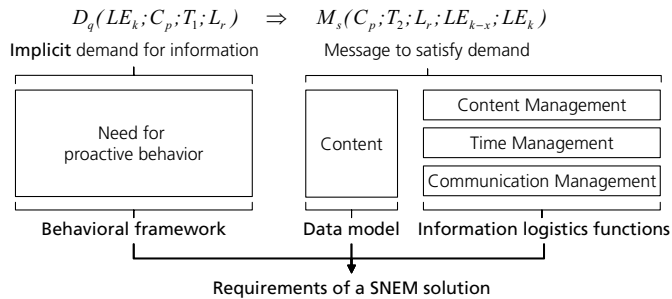 D_q(LE_k;C_p;T_1;L_r) ⇒ M_s(C_p;T_2;L_r;LE_{k-x};LE_k)
Implicit demand for information
Message to satisfy demand
Need for
proactive behavior
Content
Content Management
Time Management
Communication Management
Behavioral framework
Data model
Information logistics functions
Requirements of a SNEM solution